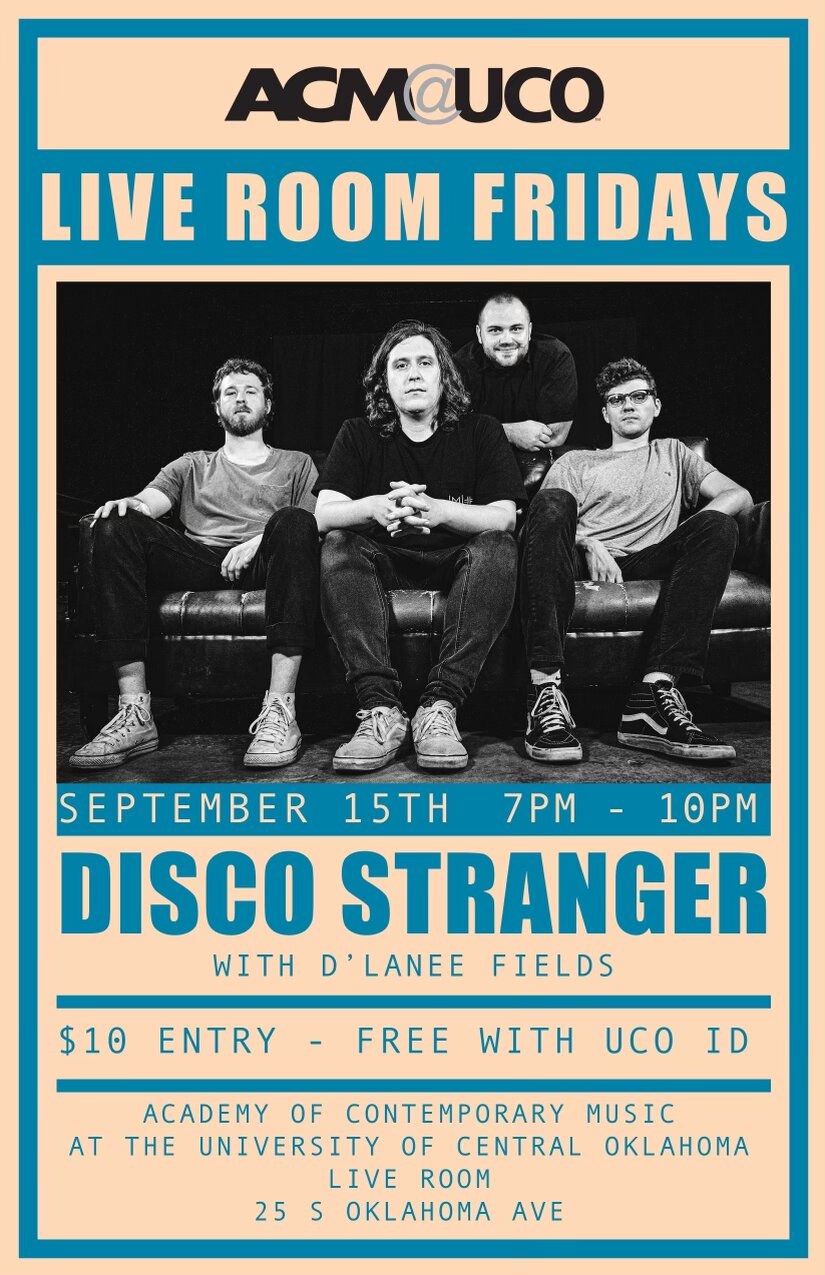 ACM@UCO
LIVE ROOM FRIDAYS
SEPTEMBER 15TH 7PM - 10PM
DISCO STRANGER
WITH D'LANEE FIELDS
$10 ENTRY - FREE WITH UCO ID
ACADEMY OF CONTEMPORARY MUSIC
AT THE UNIVERSITY OF CENTRAL OKLAHOMA
LIVE ROOM
25 S OKLAHOMA AVE